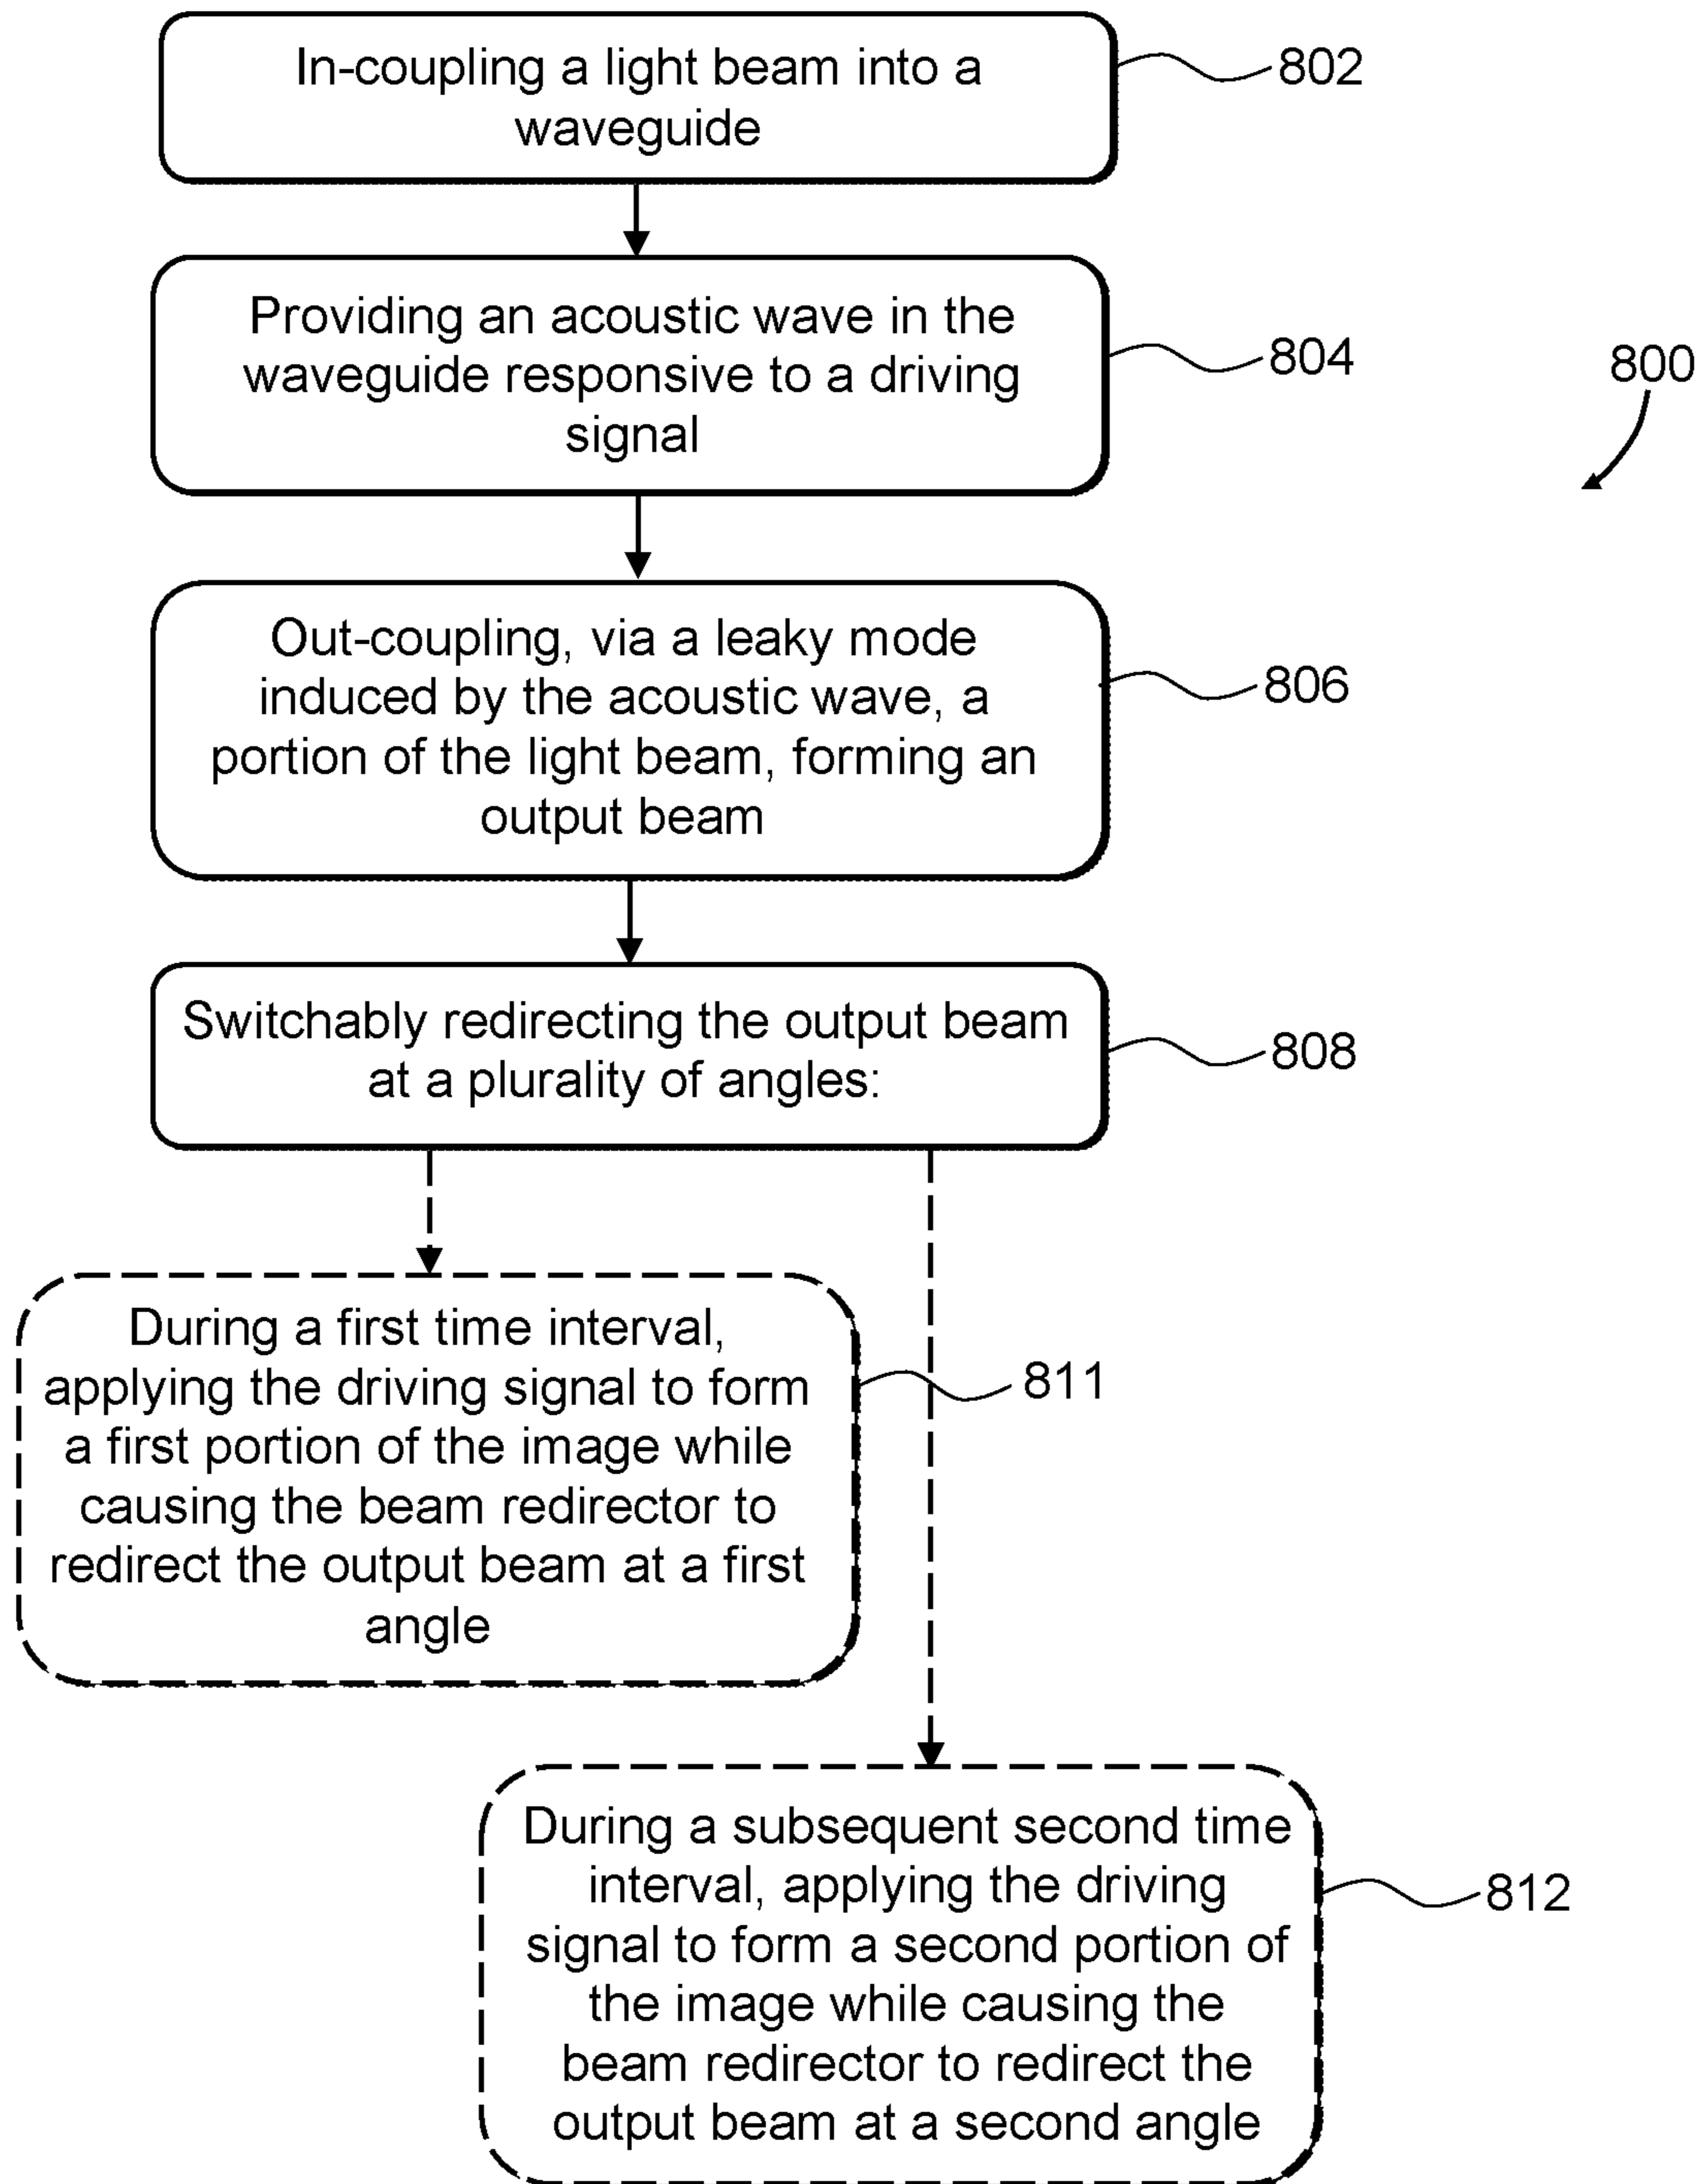 In-coupling a light beam into a
waveguide
802
Providing an acoustic wave in the
waveguide responsive to a driving
signal
804
800
Out-coupling, via a leaky mode
induced by the acoustic wave, a
portion of the light beam, forming an
output beam
806
Switchably redirecting the output beam
at a plurality of angles:
808
During a first time interval,
applying the driving signal to form
a first portion of the image while
causing the beam redirector to
redirect the output beam at a first
angle
811
During a subsequent second time
interval, applying the driving
signal to form a second portion of
the image while causing the
beam redirector to redirect the
output beam at a second angle
812